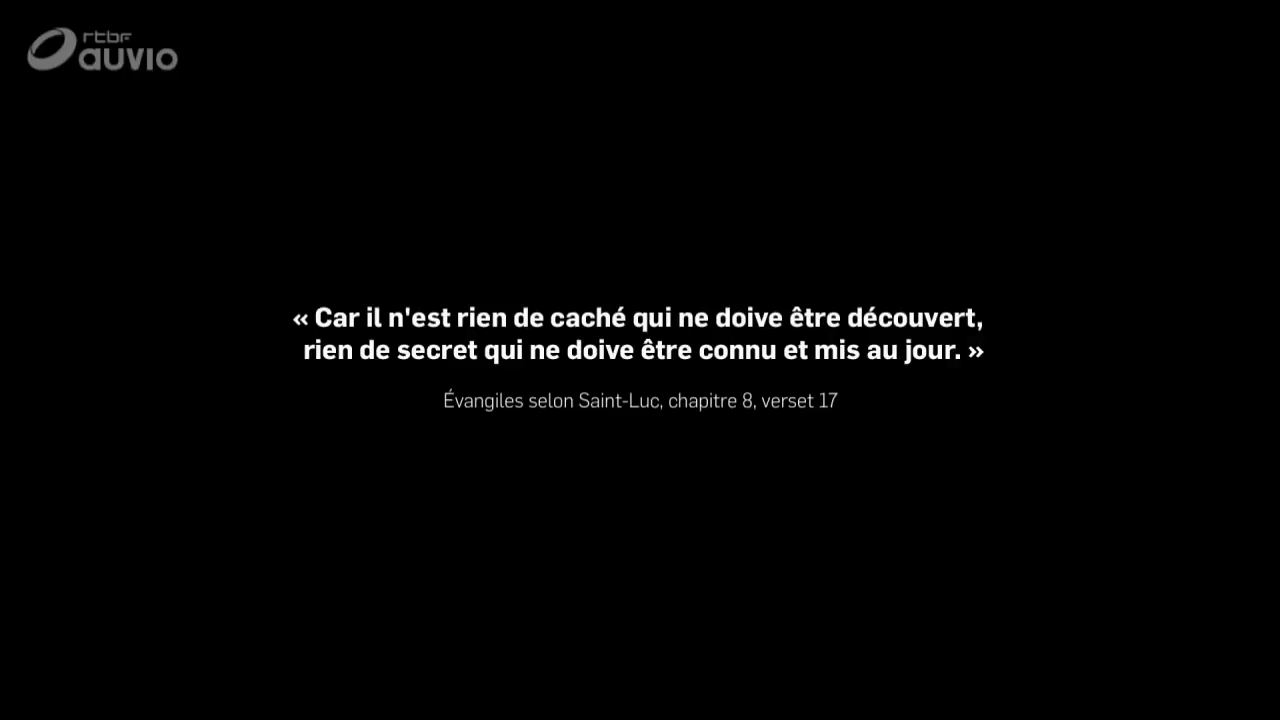 rtbf
auvio
« Car il n'est rien de caché qui ne doive être découvert,
rien de secret qui ne doive être connu et mis au jour. »
Évangiles selon Saint-Luc, chapitre 8, verset 17